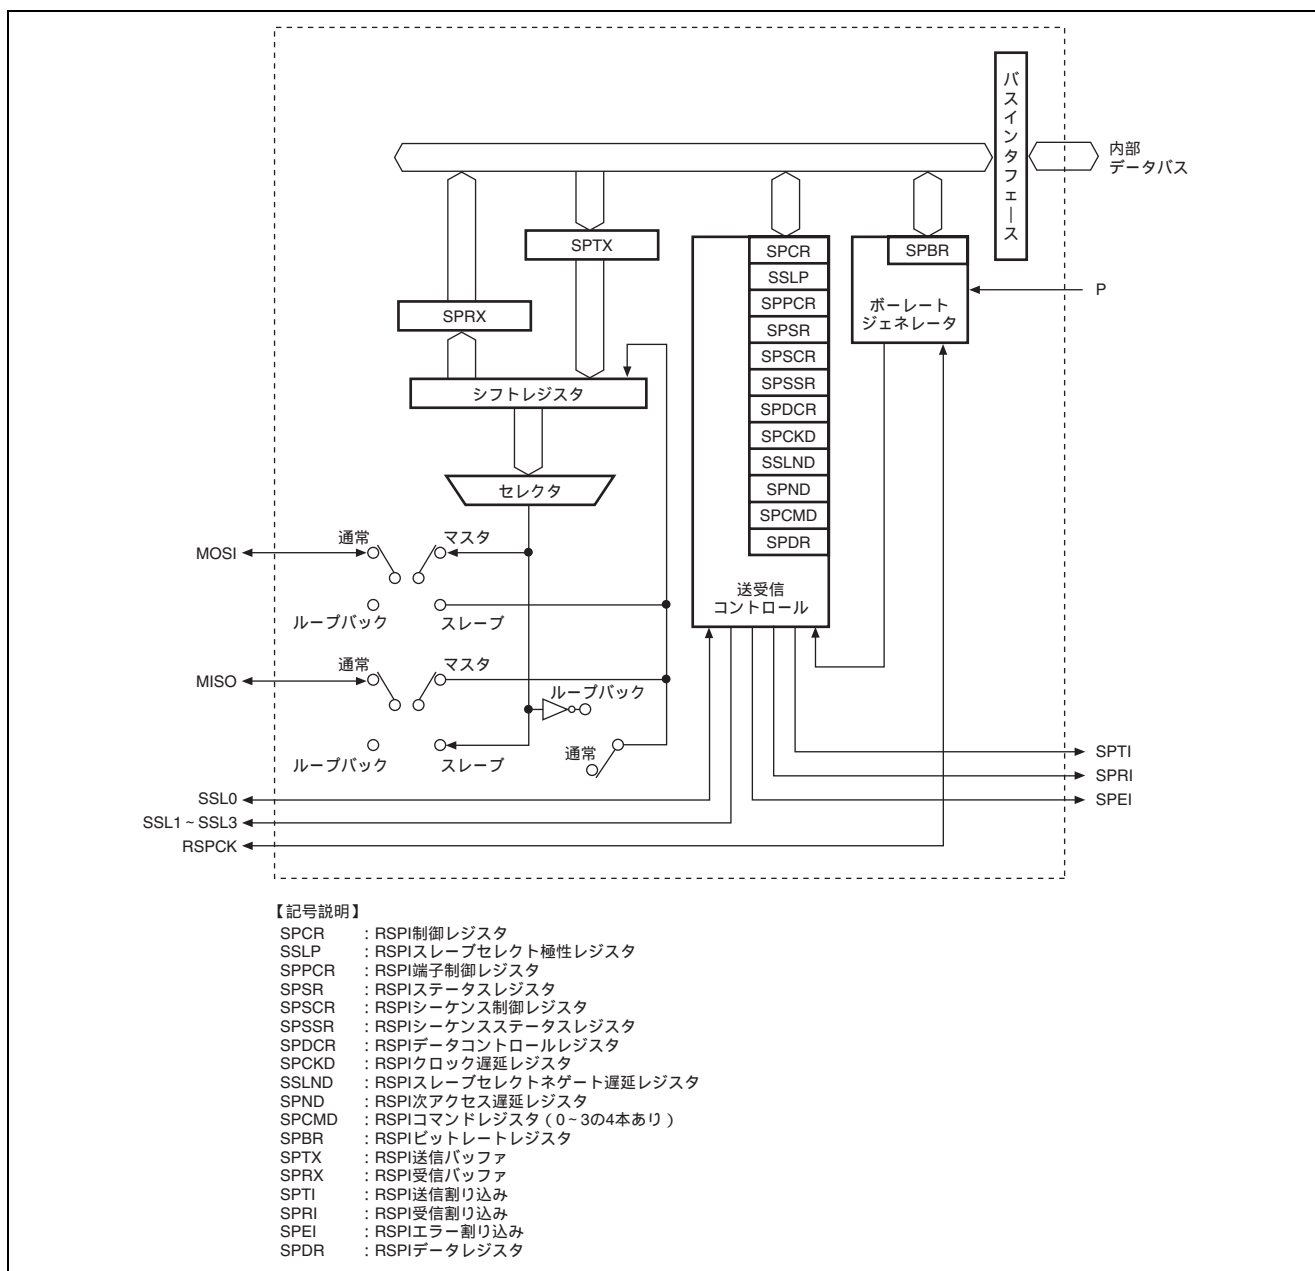 バスインタフェース
内部
データバス
SPTX
SPCR
SPBR
SSLP
P
SPPCR
ボーレート
ジェネレータ
SPRX
SPSR
SPSCR
シフトレジスタ
SPSSR
SPDCR
SPCKD
SSLND
セレクタ
SPND
SPCMD
SPDR
通常
マスタ
MOSI
送受信
コントロール
ループバック
スレーブ
通常
マスタ
MISO
ループバック
通常
ループバック
スレーブ
SPTI
SPRI
SSL0
SPEI
SSL1~SSL3
RSPCK
【記号説明】
SPCR :RSPI制御レジスタ
SSLP :RSPIスレーブセレクト極性レジスタ
SPPCR :RSPI端子制御レジスタ
SPSR :RSPIステータスレジスタ
SPSCR :RSPIシーケンス制御レジスタ
SPSSR :RSPIシーケンスステータスレジスタ
SPDCR :RSPIデータコントロールレジスタ
SPCKD :RSPIクロック遅延レジスタ
SSLND :RSPIスレーブセレクトネゲート遅延レジスタ
SPND :RSPI次アクセス遅延レジスタ
SPCMD :RSPIコマンドレジスタ(0~3の4本あり)
SPBR :RSPIビットレートレジスタ
SPTX :RSPI送信バッファ
SPRX :RSPI受信バッファ
SPTI :RSPI送信割り込み
SPRI :RSPI受信割り込み
SPEI :RSPIエラー割り込み
SPDR :RSPIデータレジスタ